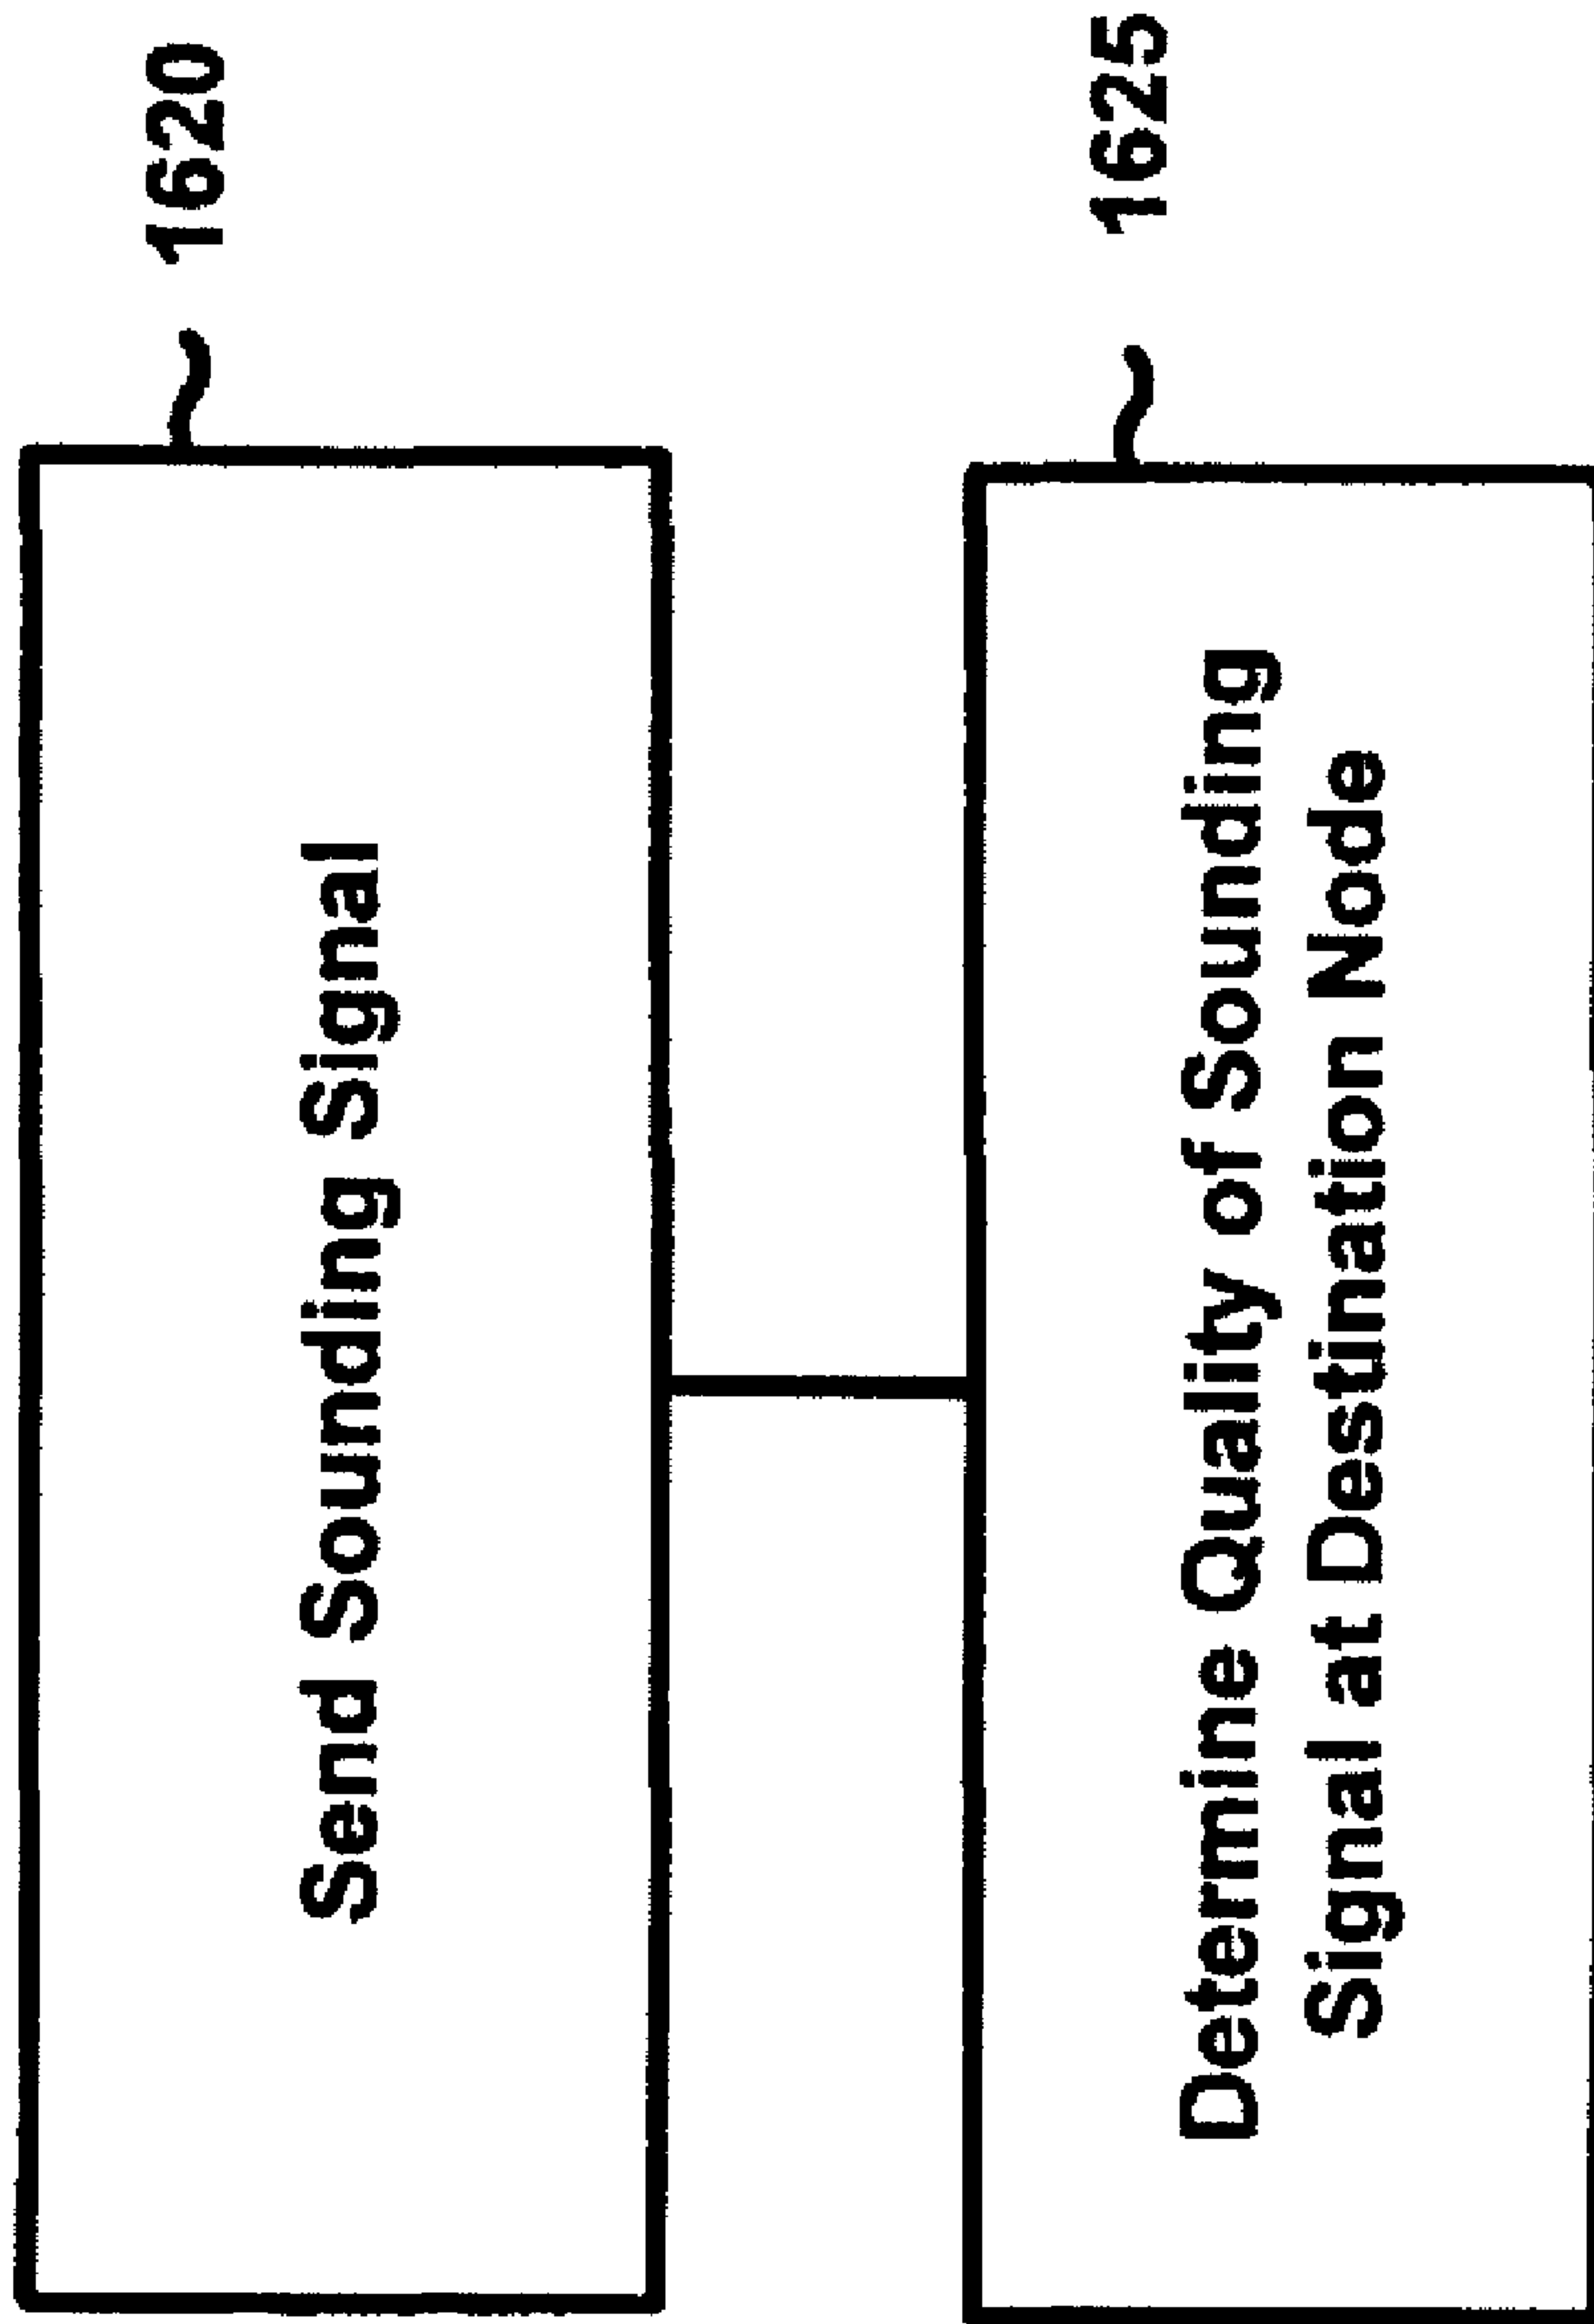 Send Sounding Signal
1620
Determine Quality of Sounding
Signal at Destination Node
1625